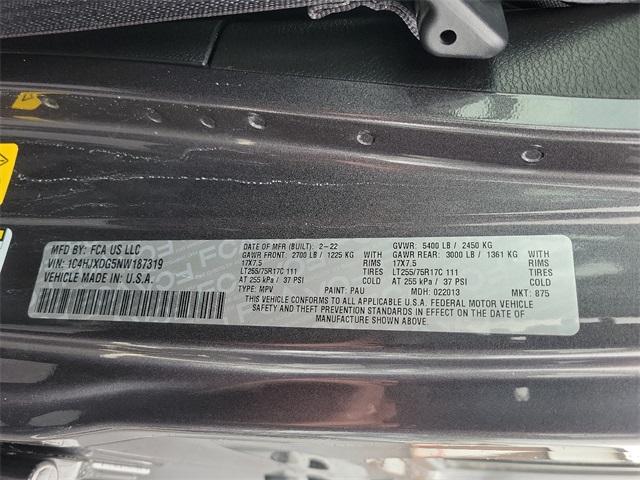 MFD BY: FCA US LLC
VIN: 1C4HJXDG5NW187319
VEHICLE MADE IN: U.S.A.
DATE OF MFR (BUILT): 2-22 GVWR: 5400 LB / 2450 KG
GAWR FRONT: 2700 LB / 1225 KG WITH GAWR REAR: 3000 LB / 1361 KG WITH
17X7.5 RIMS 17X7.5 RIMS
LT255/75R17C 111 TIRES LT255/75R17C 111 TIRES
AT 255 kPa / 37 PSI COLD AT 255 kPa / 37 PSI COLD
TYPE: MPV PAINT: PAU MDH: 022013 MKT: 875
THIS VEHICLE CONFORMS TO ALL APPLICABLE U.S.A. FEDERAL MOTOR VEHICLE
SAFETY AND THEFT PREVENTION STANDARDS IN EFFECT ON THE DATE OF
MANUFACTURE SHOWN ABOVE.